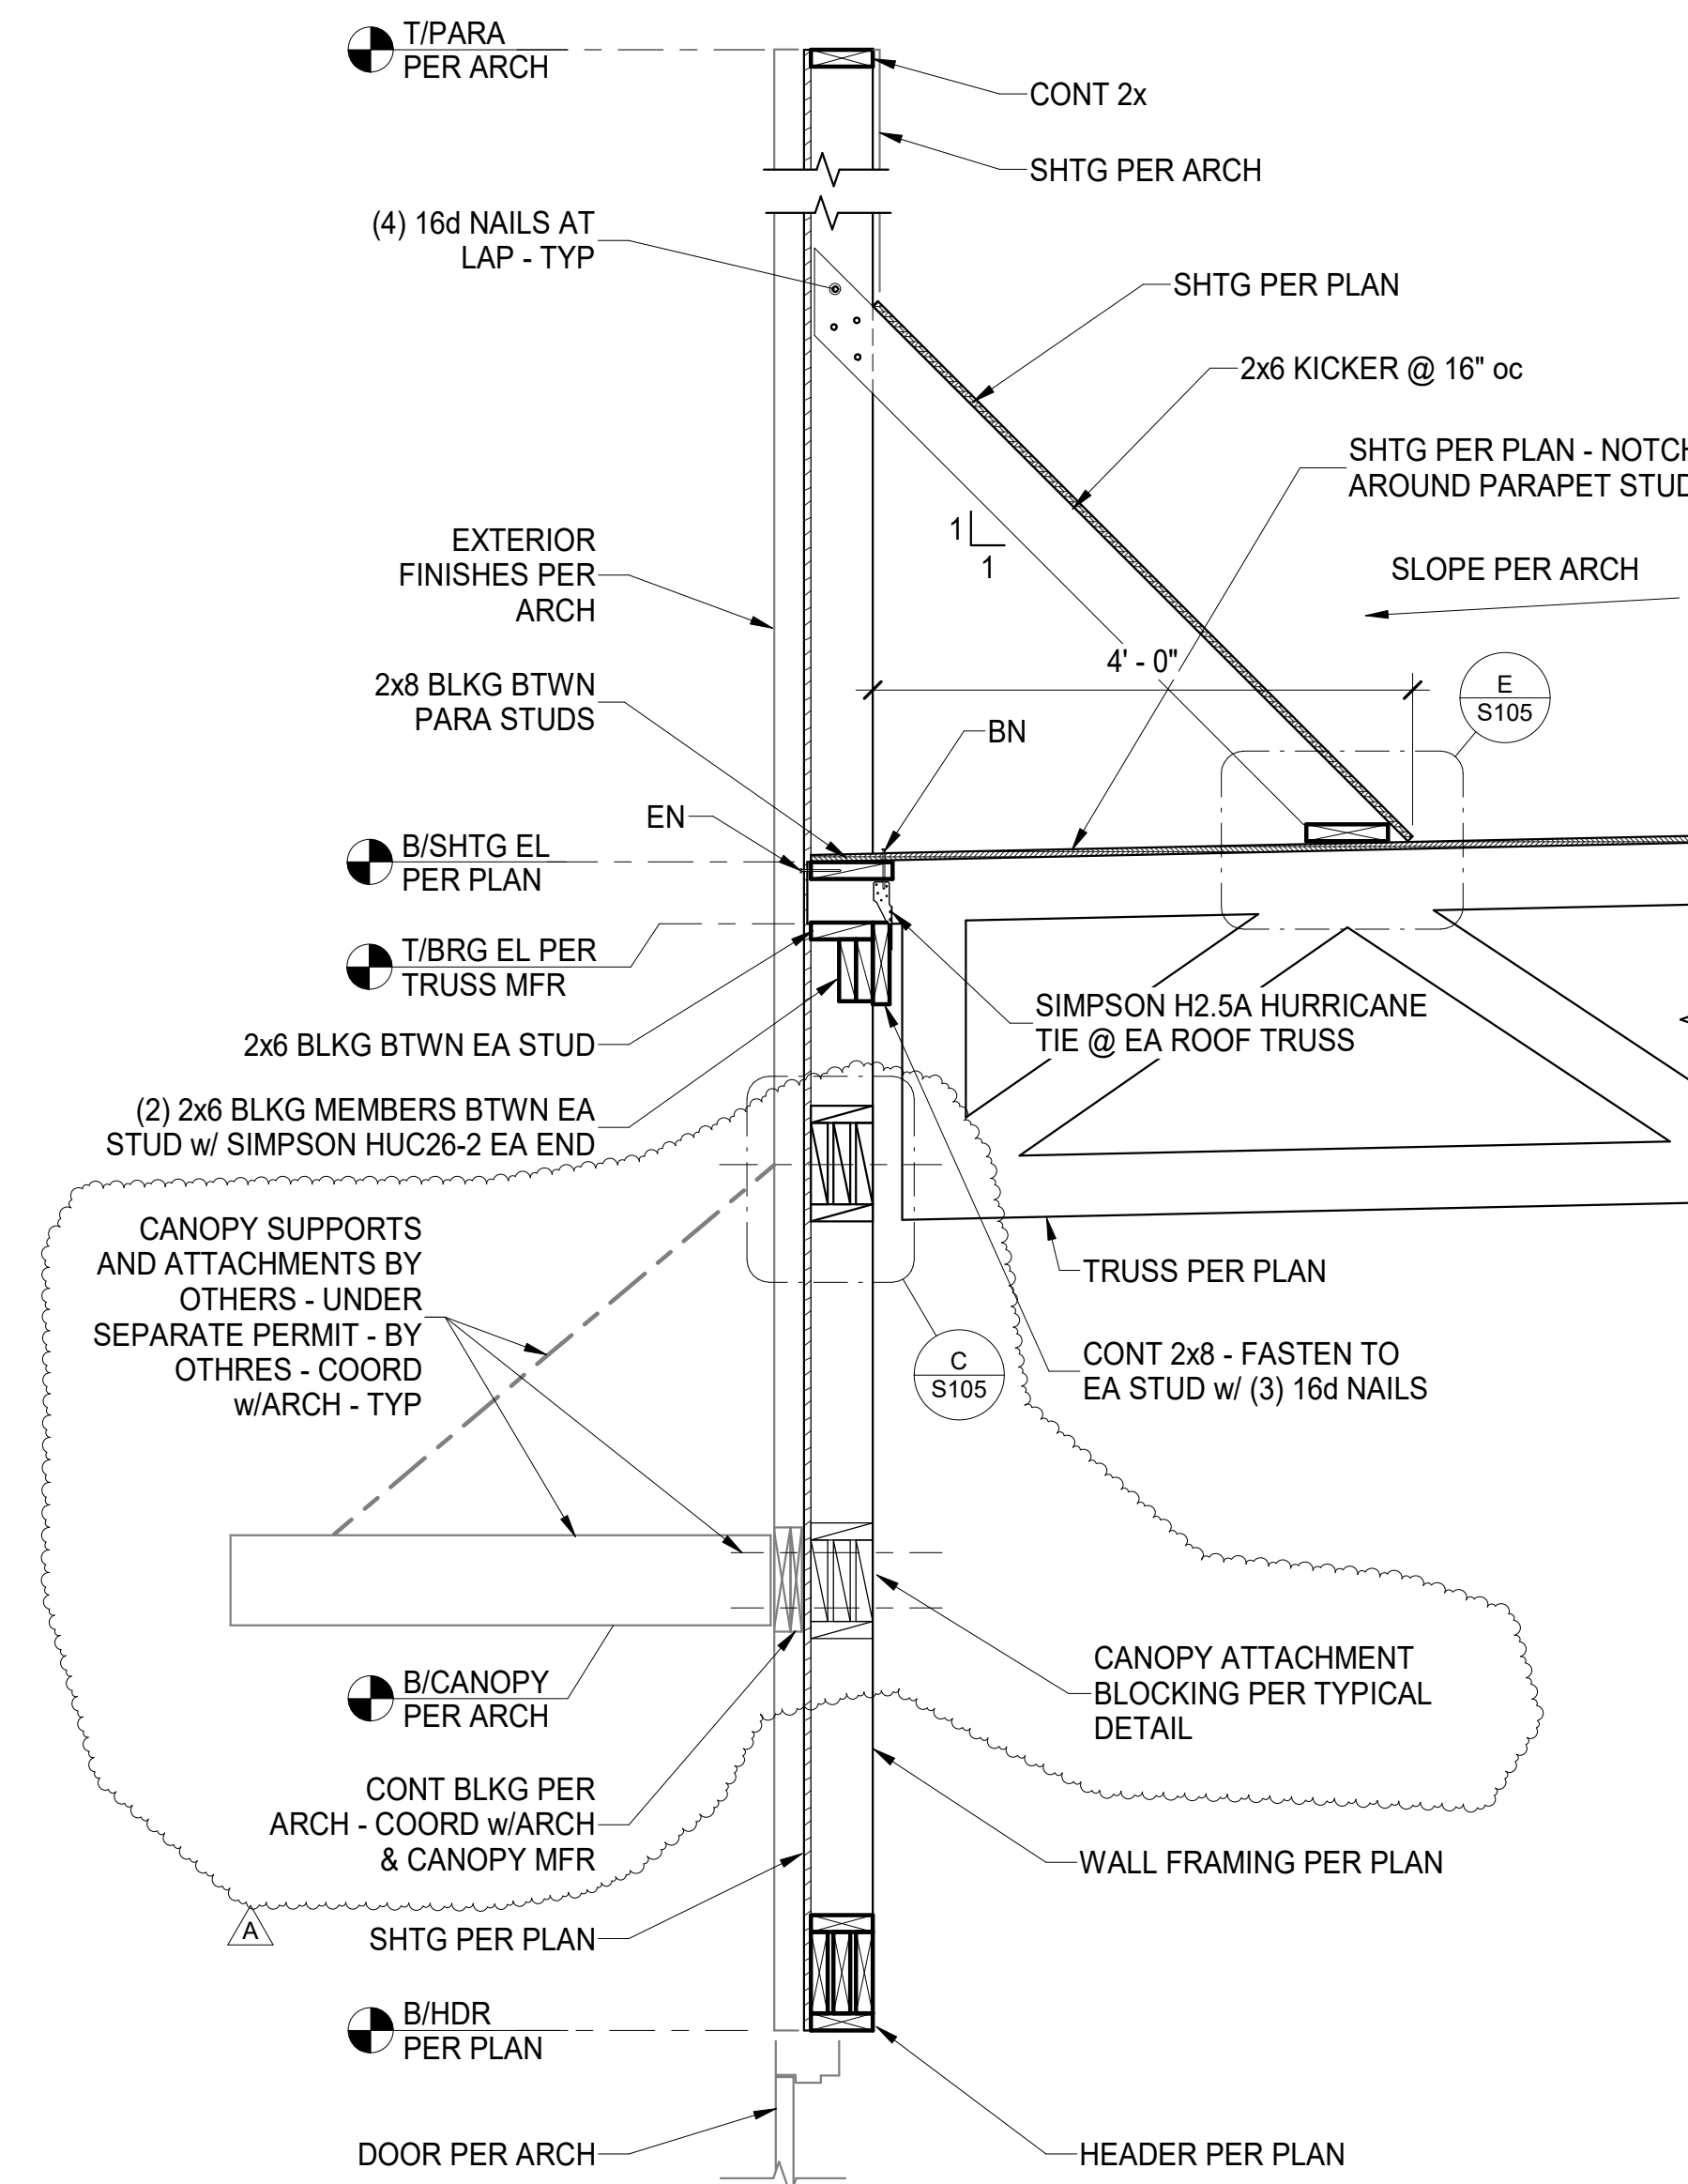 T/PARA
PER ARCH
CONT 2x
SHTG PER ARCH
(4) 16d NAILS AT
LAP - TYP
SHTG PER PLAN
2x6 KICKER @ 16" oc
SHTG PER PLAN - NOTCH
AROUND PARAPET STUD
1
1
SLOPE PER ARCH
EXTERIOR
FINISHES PER
ARCH
4' - 0"
E
S105
2x8 BLKG BTWN
PARA STUDS
BN
EN
B/SHTG EL
PER PLAN
T/BRG EL PER
TRUSS MFR
SIMPSON H2.5A HURRICANE
TIE @ EA ROOF TRUSS
2x6 BLKG BTWN EA STUD
(2) 2x6 BLKG MEMBERS BTWN EA
STUD w/ SIMPSON HUC26-2 EA END
CANOPY SUPPORTS
AND ATTACHMENTS BY
OTHERS - UNDER
SEPARATE PERMIT - BY
OTHRES - COORD
w/ARCH - TYP
TRUSS PER PLAN
C
S105
CONT 2x8 - FASTEN TO
EA STUD w/ (3) 16d NAILS
CANOPY ATTACHMENT
BLOCKING PER TYPICAL
DETAIL
B/CANOPY
PER ARCH
CONT BLKG PER
ARCH - COORD w/ARCH
& CANOPY MFR
WALL FRAMING PER PLAN
A
SHTG PER PLAN
B/HDR
PER PLAN
DOOR PER ARCH
HEADER PER PLAN